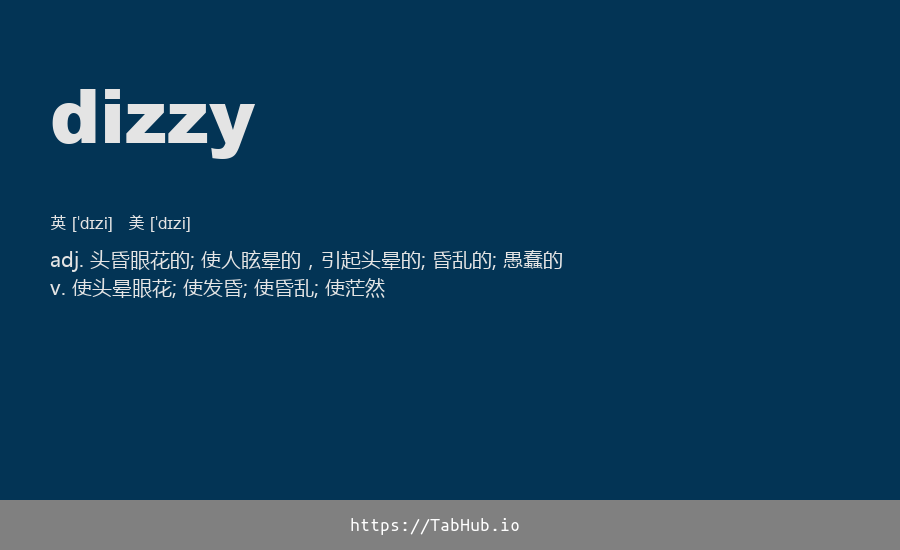 dizzy
英 [ˈdɪzi] 美 [ˈdɪzi]
adj. 头昏眼花的; 使人眩晕的，引起头晕的; 昏乱的; 愚蠢的
v. 使头晕眼花; 使发昏; 使昏乱; 使茫然
https://TabHub.io